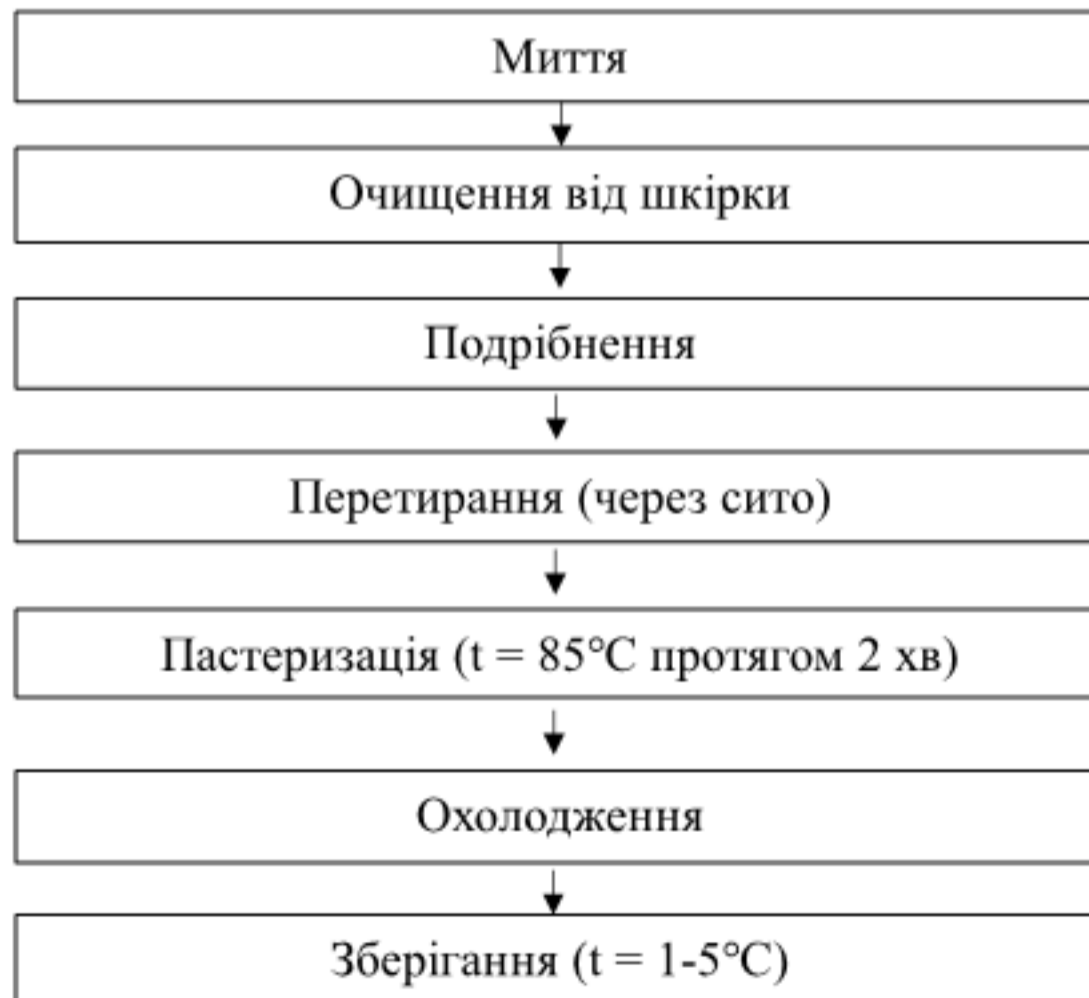 Миття
Очищення від шкірки
Подрібнення
Перетирання (через сито)
Пастеризація (t = 85°C протягом 2 хв)
Охолодження
Зберігання (t = 1-5°C)